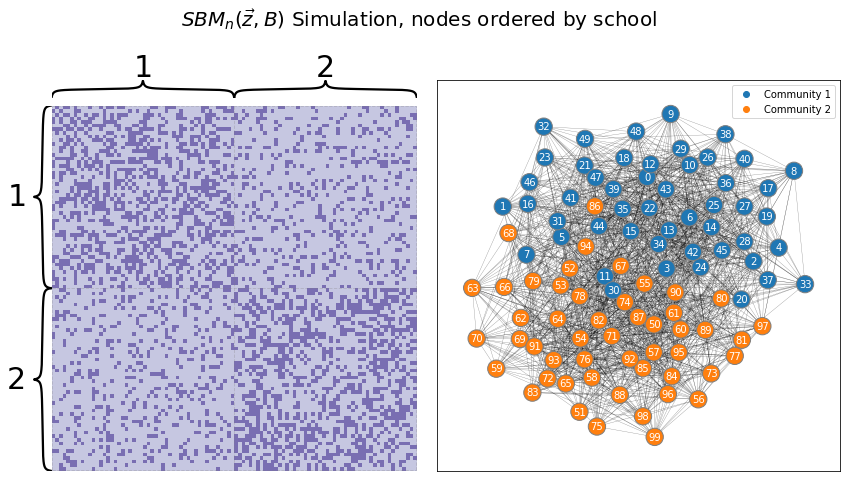 SBM_n(\vec{z}, B) Simulation, nodes ordered by school
1 2
1
2
Community 1
Community 2
9
32 48 38
49
29
23 18 12 26 40
21 10 8
47 0
46 39 43 36 17
41
1 16 86 35 22 25 27
6 19
31 44 14
68 5 15 13
94 34 28 4
7 42 45
2
52 67 3 24
11
79 53 55 37 33
63 66 30
78 90
74 80 20
62 64 82 87 50 61
60 89 97
70 69 54 71 81
91
93 76 92 57 95 77
59 85
72 65 58 84 73
83 88 96 56
51 98
75
99